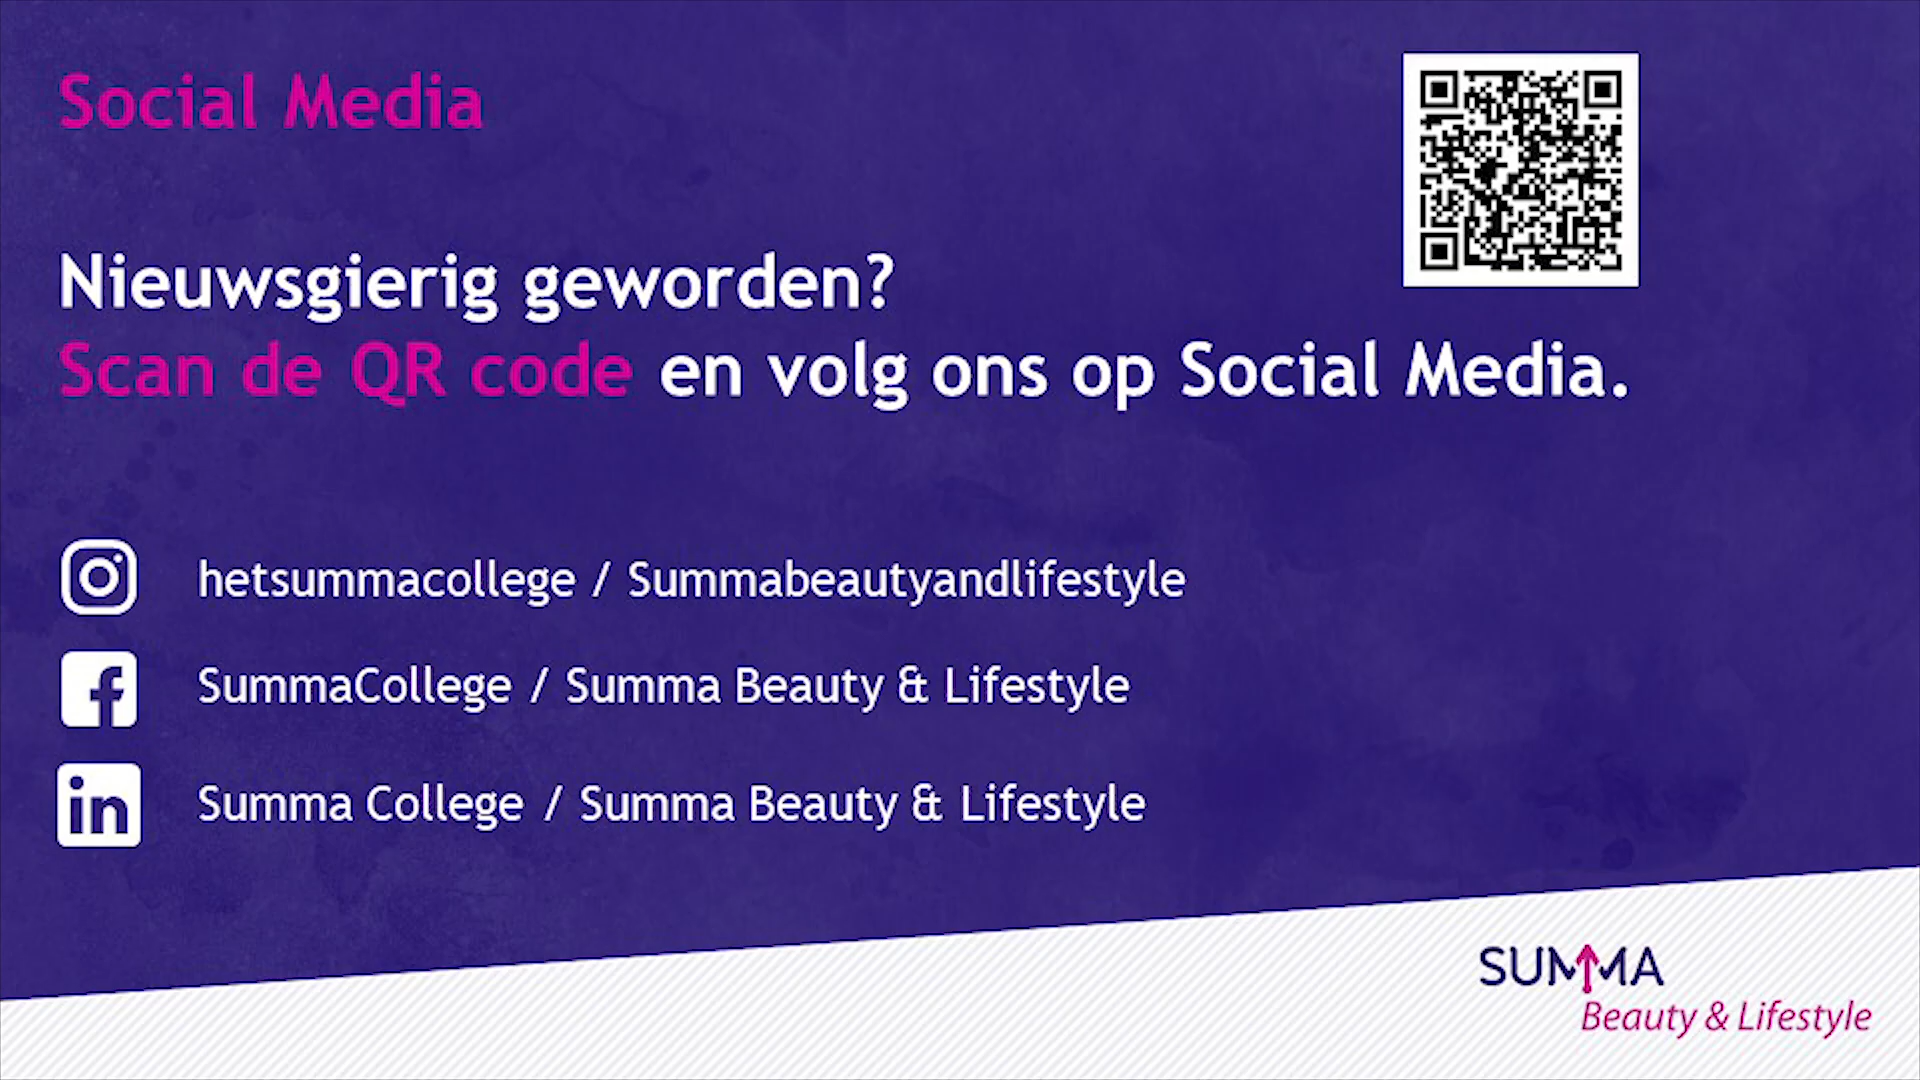 Social Media
Nieuwsgierig geworden?
Scan de QR code en volg ons op Social Media.
hetsummacollege / Summabeautyandlifestyle
SummaCollege / Summa Beauty & Lifestyle
Summa College / Summa Beauty & Lifestyle
SUMMA
Beauty & Lifestyle